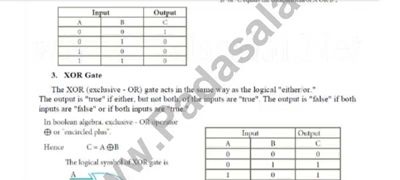 Input Output
A B C
0 0 1
0 1 0
1 0 0
1 1 0
3. XOR Gate
The XOR (exclusive - OR) gate acts in the same way as the logical "either/or."
The output is "true" if either, but not both, of the inputs are "true". The output is "false" if both
inputs are "false" or if both inputs are "true."
In boolean algebra, exclusive - OR operator
⊕ or "encircled plus".
Hence C = A ⊕ B
The logical symbol of XOR gate is
A
Input Output
A B C
0 0 0
0 1 1
1 0 1
www.Padasala